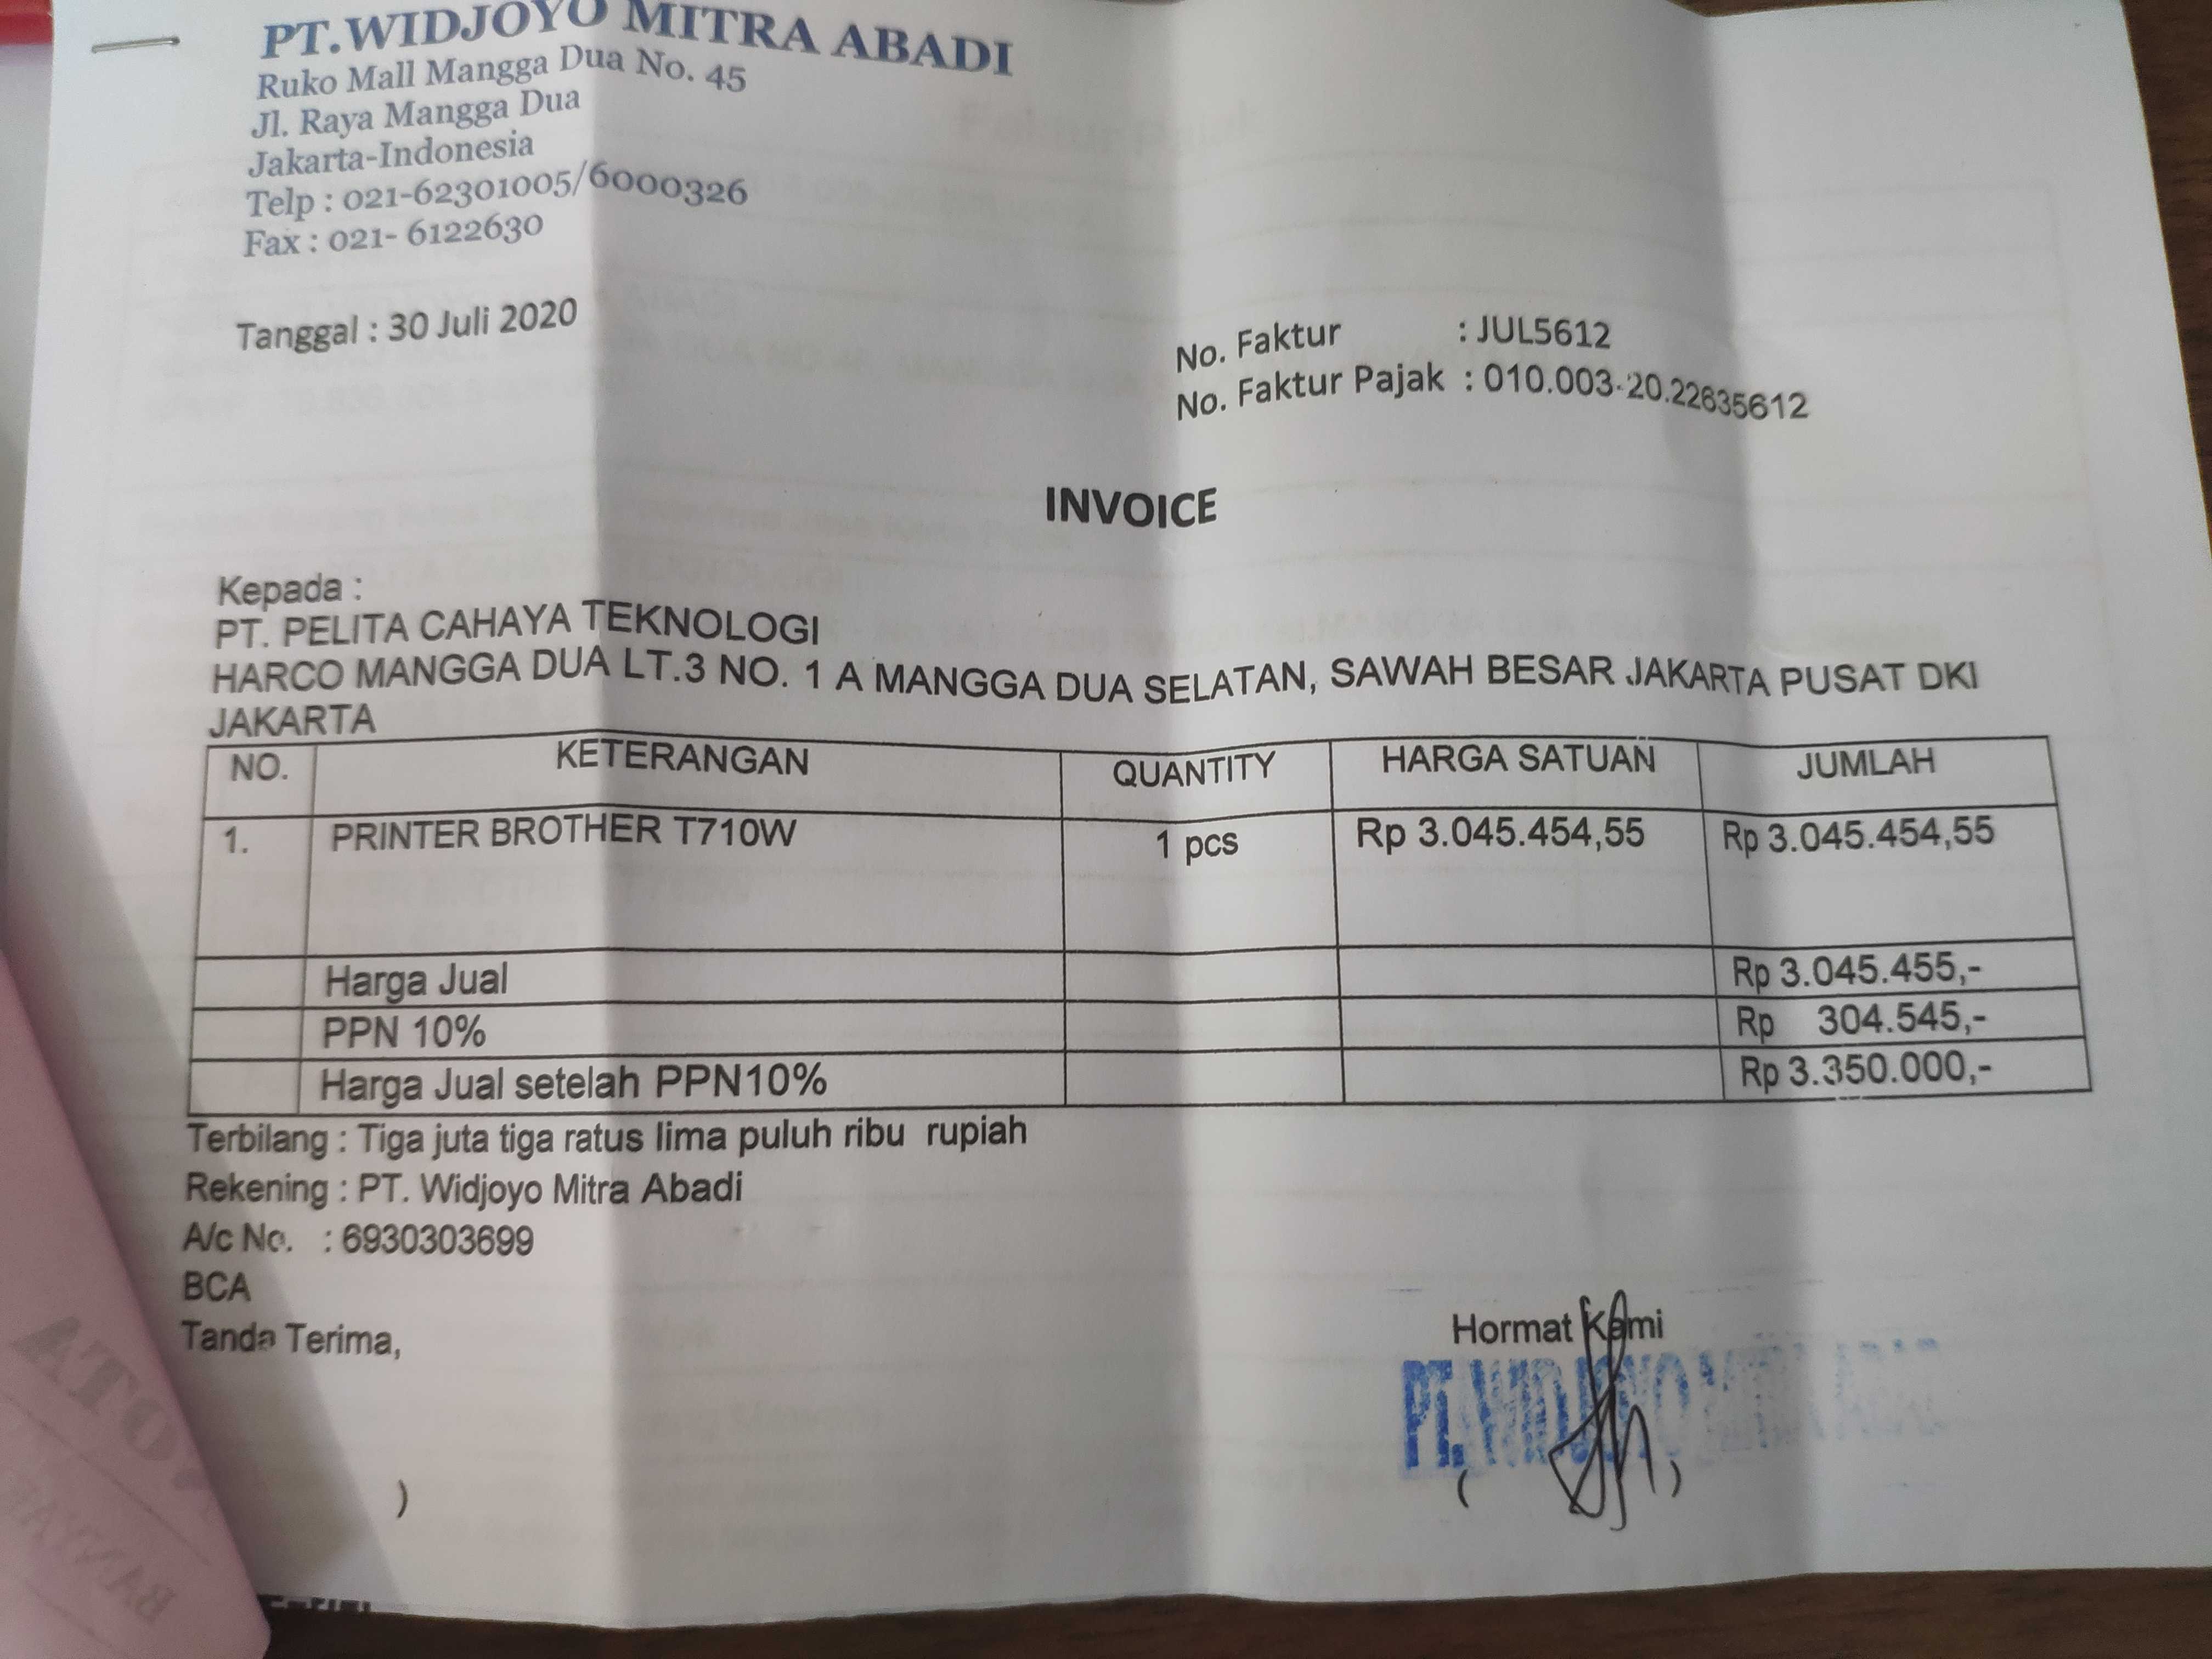 PT.WIDJOYO MITRA ABADI
Ruko Mall Mangga Dua No. 45
Jl. Raya Mangga Dua
Jakarta-Indonesia
Telp : 021-62301005/6000326
Fax : 021- 6122630
Tanggal : 30 Juli 2020
No. Faktur : JUL5612
No. Faktur Pajak : 010.003-20.22635612
INVOICE
Kepada :
PT. PELITA CAHAYA TEKNOLOGI
HARCO MANGGA DUA LT.3 NO. 1 A MANGGA DUA SELATAN, SAWAH BESAR JAKARTA PUSAT DKI
JAKARTA
NO. KETERANGAN QUANTITY HARGA SATUAN JUMLAH
1. PRINTER BROTHER T710W 1 pcs Rp 3.045.454,55 Rp 3.045.454,55
Harga Jual Rp 3.045.455,-
PPN 10% Rp 304.545,-
Harga Jual setelah PPN10% Rp 3.350.000,-
Terbilang : Tiga juta tiga ratus lima puluh ribu rupiah
Rekening : PT. Widjoyo Mitra Abadi
A/c No. : 6930303699
BCA
Tanda Terima,
Hormat Kami
PT. WIDJOYO
)
( )